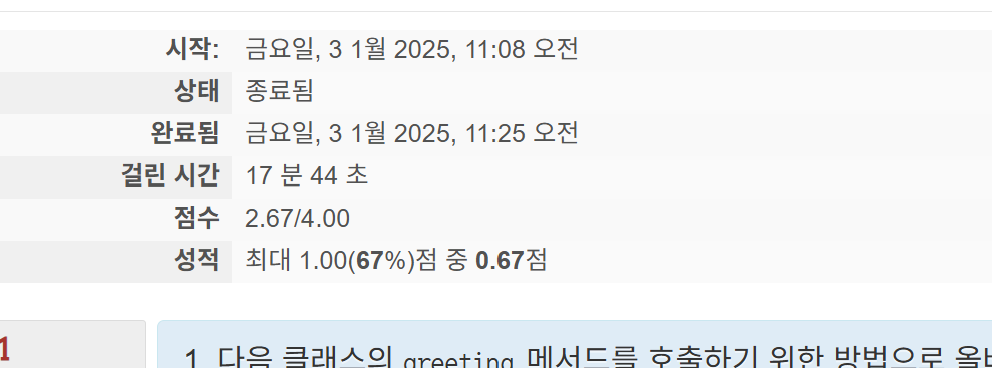 시작: 금요일, 3 1월 2025, 11:08 오전
상태 종료됨
완료됨 금요일, 3 1월 2025, 11:25 오전
걸린 시간 17 분 44 초
점수 2.67/4.00
성적 최대 1.00(67%)점 중 0.67점
1
1. 다음 클래스의 greeting 메서드를 호출하기 위한 방법으로